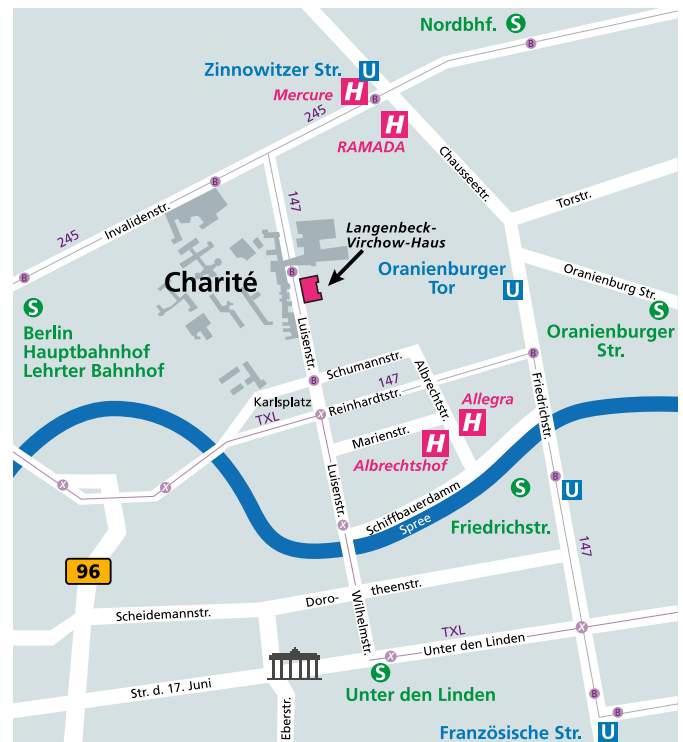 Nordbhf. S
Zinnowitzer Str. U
Mercure H
B
B
245
H
RAMADA
Chausseestr.
B
147
Torstr.
Invalidenstr.
245
Langenbeck-
Virchow-Haus
B
B
Charité
Oranienburger
Tor
U
Oranienburg Str.
S
S
Berlin
Hauptbahnhof
Lehrter Bahnhof
Oranienburger
Str.
Luisenstr.
Schumannstr.
B
B
147
Albrechtstr.
Friedrichstr.
Karlsplatz
Reinhardtstr.
X
TXL
Allegra
H
Marienstr.
H
Albrechtshof
Luisenstr.
X
X
S
U
B
Schiffbauerdamm
Spree
X
Friedrichstr.
147
96
Doro-
theenstr.
Scheidemannstr.
Wilhelmstr.
TXL
X
Unter den Linden
X
S
Str. d. 17. Juni
Unter den Linden
Eberstr.
B
B
Französische Str. U